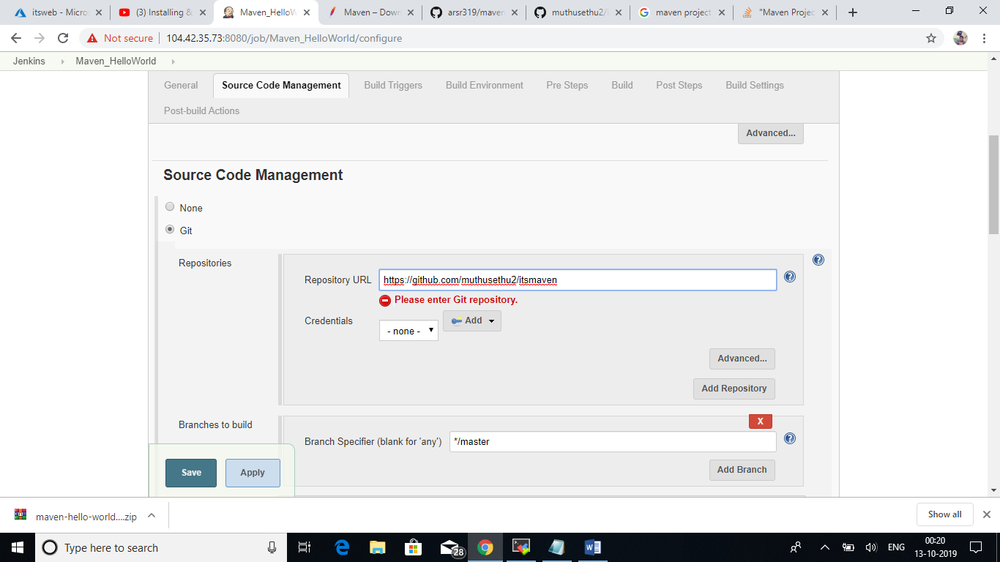 itsweb - Micro
(3) Installing &
Maven_HelloW
Maven – Down
arsr319/maven
muthusethu2/i
maven project
"Maven Projec
Not secure 104.42.35.73:8080/job/Maven_HelloWorld/configure
Jenkins Maven_HelloWorld
General Source Code Management Build Triggers Build Environment Pre Steps Build Post Steps Build Settings
Post-build Actions
Advanced...
Source Code Management
None
Git
Repositories
Repository URL https://github.com/muthusethu2/itsmaven
Please enter Git repository.
Credentials - none - Add
Advanced...
Add Repository
Branches to build
X
Branch Specifier (blank for 'any') */master
Add Branch
Save Apply
maven-hello-world....zip
Show all
Type here to search
28
ENG
00:20
13-10-2019